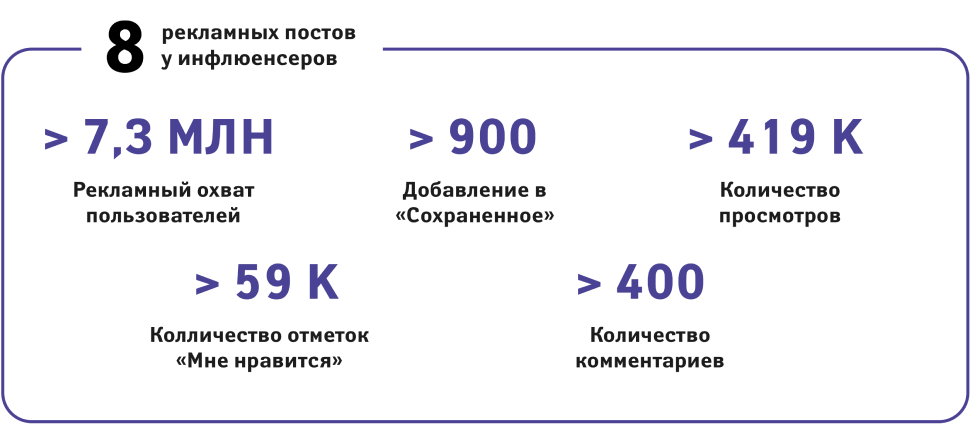 8 рекламных постов
у инфлюенсеров
> 7,3 МЛН
Рекламный охват
пользователей
> 900
Добавление в
«Сохраненное»
> 419 К
Количество
просмотров
> 59 К
Колличество отметок
«Мне нравится»
> 400
Количество
комментариев